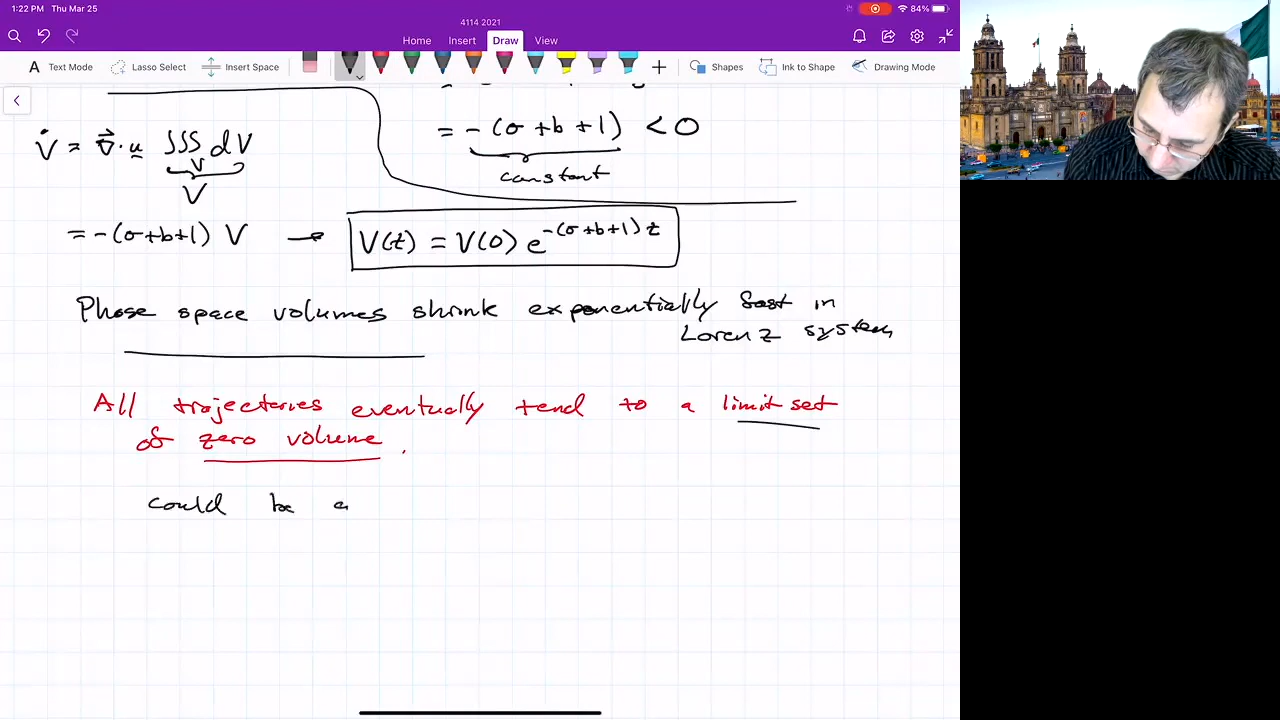 1:22 PM Thu Mar 25
84%
4114 2021
Home Insert Draw View
Text Mode Lasso Select Insert Space Shapes Ink to Shape Drawing Mode
= -(σ+b+1) < 0
constant
V̇ = ∇⃗·u ∫∫∫ dV
V
V
= -(σ+b+1) V → V(t) = V(0) e^{-(σ+b+1)t}
Phase space volumes shrink exponentially fast in
Lorenz system
All trajectories eventually tend to a limit set
of zero volume.
could be a